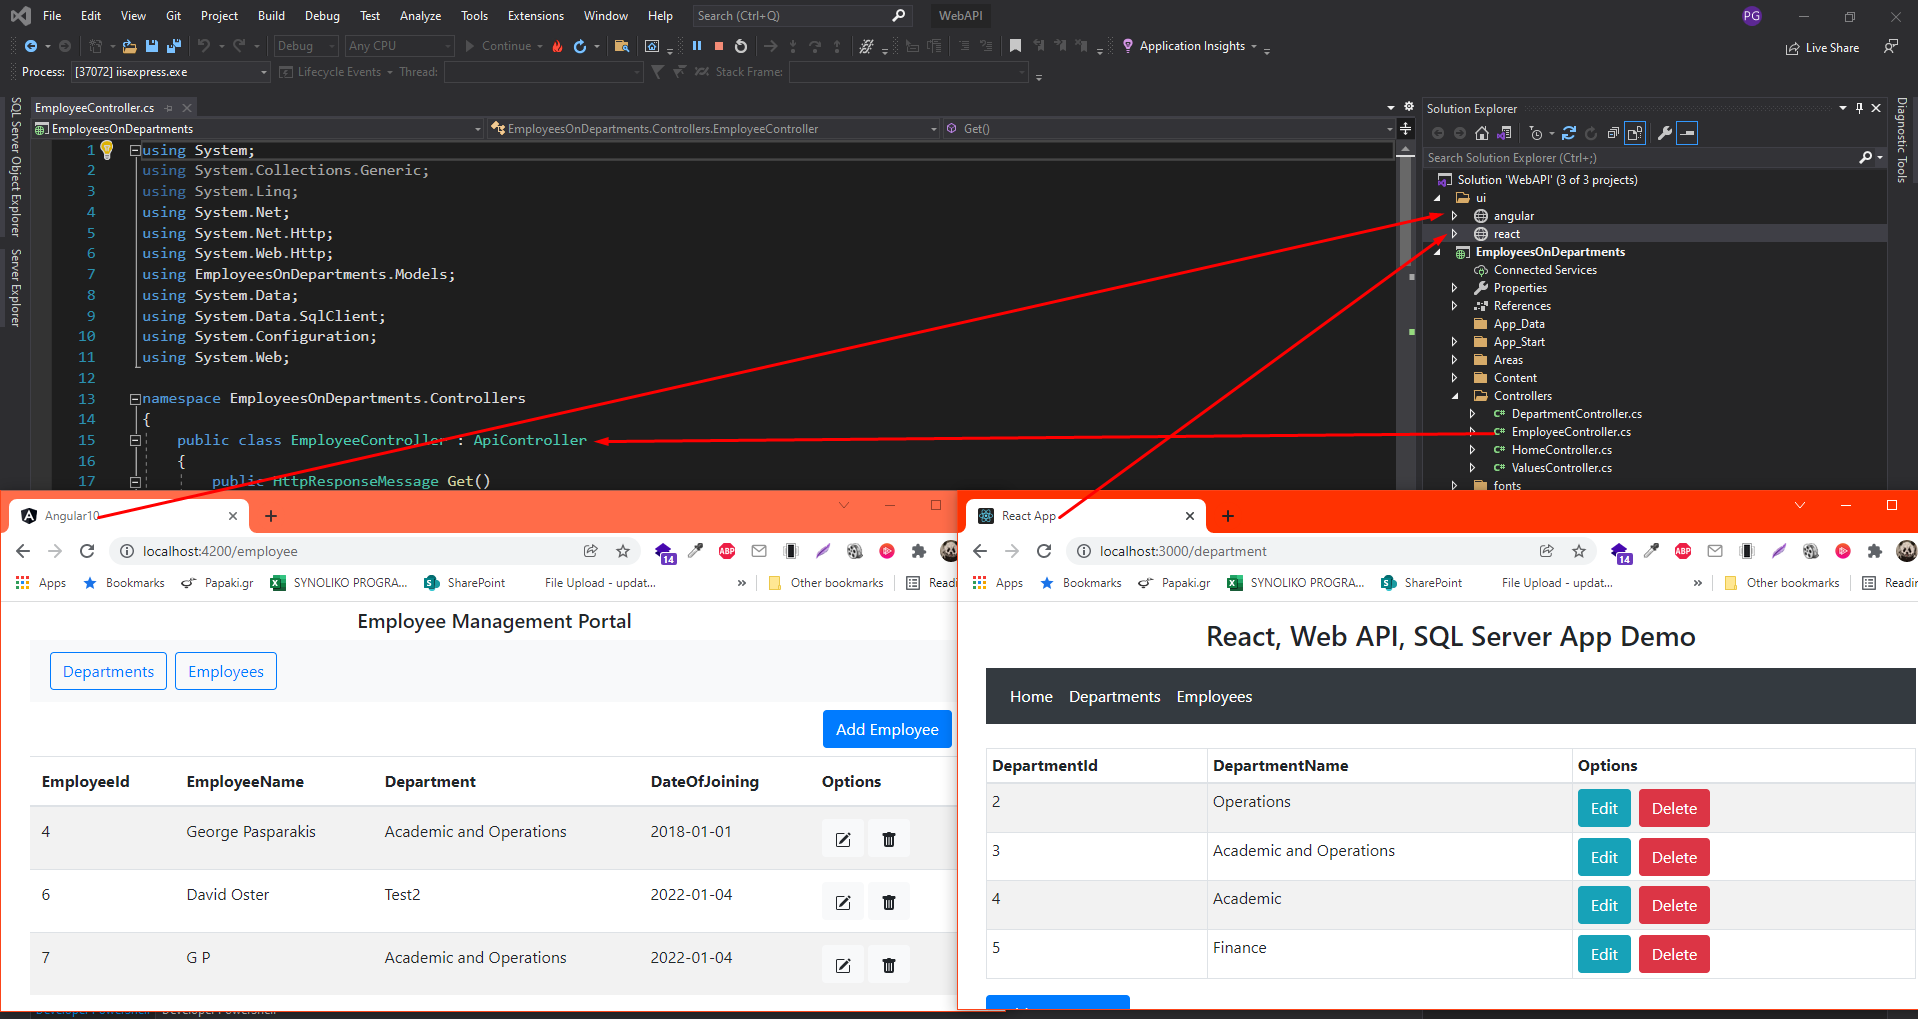 File Edit View Git Project Build Debug Test Analyze Tools Extensions Window Help Search (Ctrl+Q) WebAPI PG
Debug Any CPU Continue Application Insights Live Share
Process: [37072] iisexpress.exe Lifecycle Events Thread: Stack Frame:
SQL Server Object Explorer
Server Explorer
EmployeeController.cs
EmployeesOnDepartments EmployeesOnDepartments.Controllers.EmployeeController Get()
1 using System;
2 using System.Collections.Generic;
3 using System.Linq;
4 using System.Net;
5 using System.Net.Http;
6 using System.Web.Http;
7 using EmployeesOnDepartments.Models;
8 using System.Data;
9 using System.Data.SqlClient;
10 using System.Configuration;
11 using System.Web;
12
13 namespace EmployeesOnDepartments.Controllers
14 {
15 public class EmployeeController : ApiController
16 {
17 public HttpResponseMessage Get()
Solution Explorer
Search Solution Explorer (Ctrl+;)
Solution 'WebAPI' (3 of 3 projects)
ui
angular
react
EmployeesOnDepartments
Connected Services
Properties
References
App_Data
App_Start
Areas
Content
Controllers
C# DepartmentController.cs
C# EmployeeController.cs
C# HomeController.cs
C# ValuesController.cs
fonts
Diagnostic Tools
Angular10
localhost:4200/employee 14 ABP
Apps Bookmarks Papaki.gr SYNOLIKO PROGRA... SharePoint File Upload - updat... » Other bookmarks Readi
Employee Management Portal
Departments Employees
Add Employee
EmployeeId EmployeeName Department DateOfJoining Options
4 George Pasparakis Academic and Operations 2018-01-01
6 David Oster Test2 2022-01-04
7 G P Academic and Operations 2022-01-04
Developer PowerShell Developer PowerShell
React App
localhost:3000/department 14 ABP
Apps Bookmarks Papaki.gr SYNOLIKO PROGRA... SharePoint File Upload - updat... » Other bookmarks Readin
React, Web API, SQL Server App Demo
Home Departments Employees
DepartmentId DepartmentName Options
2 Operations Edit Delete
3 Academic and Operations Edit Delete
4 Academic Edit Delete
5 Finance Edit Delete